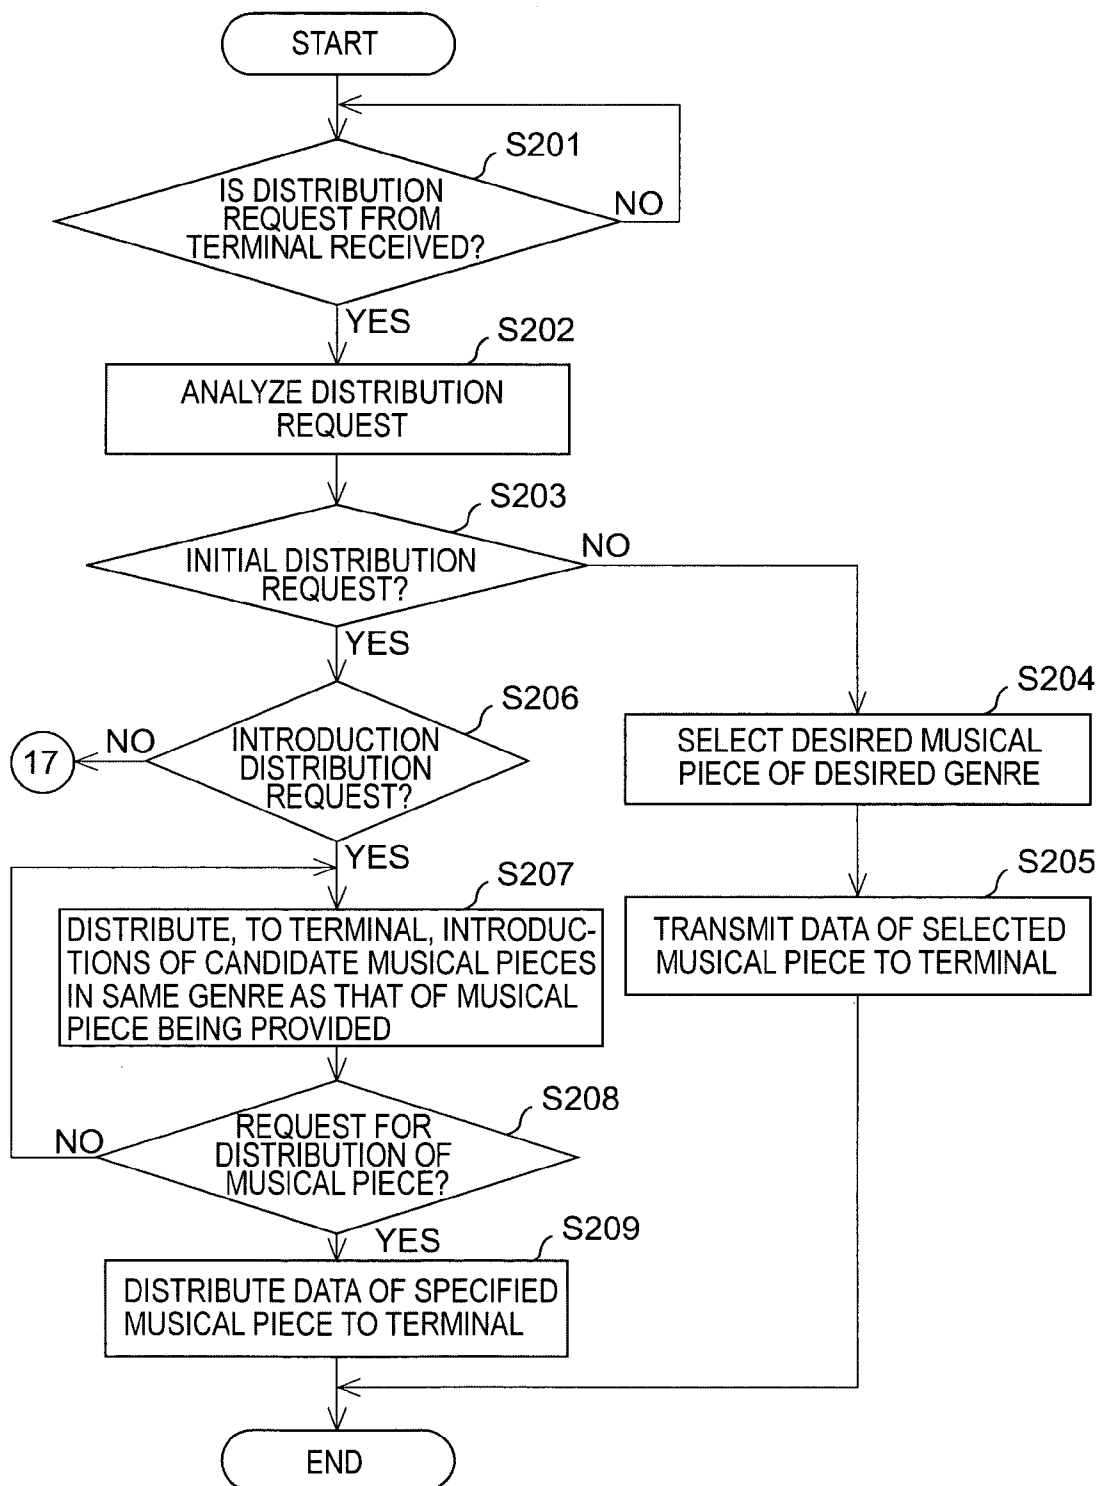 START
S201
IS DISTRIBUTION
REQUEST FROM
TERMINAL RECEIVED?
NO
YES
S202
ANALYZE DISTRIBUTION
REQUEST
S203
INITIAL DISTRIBUTION
REQUEST?
NO
YES
S206
INTRODUCTION
DISTRIBUTION
REQUEST?
NO
17
YES
S204
SELECT DESIRED MUSICAL
PIECE OF DESIRED GENRE
S205
TRANSMIT DATA OF SELECTED
MUSICAL PIECE TO TERMINAL
S207
DISTRIBUTE, TO TERMINAL, INTRODUC-
TIONS OF CANDIDATE MUSICAL PIECES
IN SAME GENRE AS THAT OF MUSICAL
PIECE BEING PROVIDED
S208
REQUEST FOR
DISTRIBUTION OF
MUSICAL PIECE?
NO
YES
S209
DISTRIBUTE DATA OF SPECIFIED
MUSICAL PIECE TO TERMINAL
END